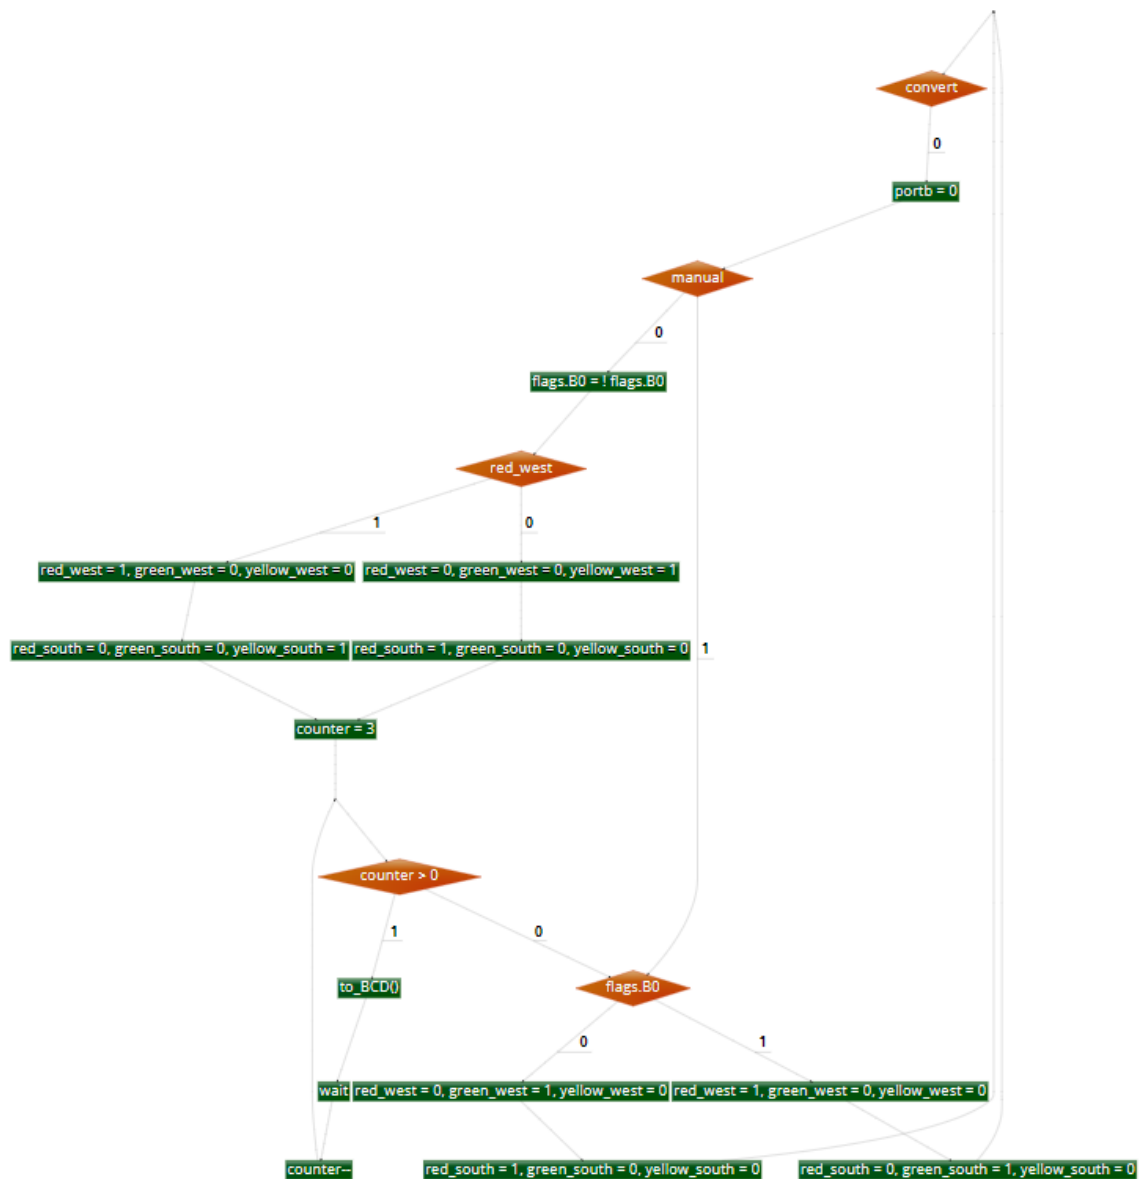 convert
0
portb = 0
manual
0
flags.B0 = ! flags.B0
red_west
1
0
red_west = 1, green_west = 0, yellow_west = 0
red_west = 0, green_west = 0, yellow_west = 1
red_south = 0, green_south = 0, yellow_south = 1
red_south = 1, green_south = 0, yellow_south = 0
1
counter = 3
counter > 0
1
0
to_BCD()
flags.B0
0
1
wait
red_west = 0, green_west = 1, yellow_west = 0
red_west = 1, green_west = 0, yellow_west = 0
counter--
red_south = 1, green_south = 0, yellow_south = 0
red_south = 0, green_south = 1, yellow_south = 0